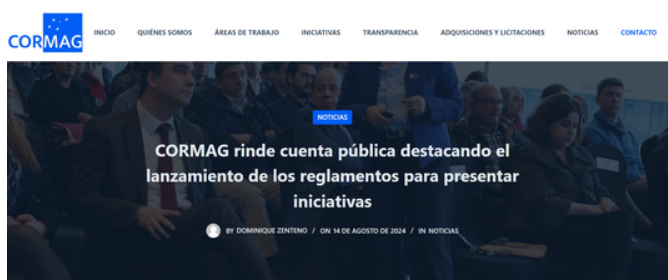 CORMAG
INICIO QUIÉNES SOMOS ÁREAS DE TRABAJO INICIATIVAS TRANSPARENCIA ADQUISICIONES Y LICITACIONES NOTICIAS CONTACTO
NOTICIAS
CORMAG rinde cuenta pública destacando el
lanzamiento de los reglamentos para presentar
iniciativas
BY DOMINIQUE ZENTENO / ON 14 DE AGOSTO DE 2024 / IN NOTICIAS